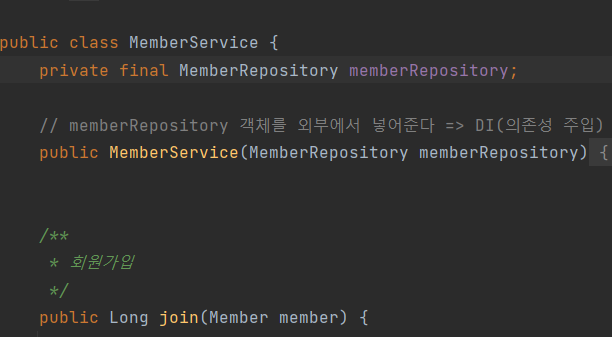 public class MemberService {
private final MemberRepository memberRepository;
// memberRepository 객체를 외부에서 넣어준다 => DI(의존성 주입)
public MemberService(MemberRepository memberRepository) {
/**
* 회원가입
*/
public Long join(Member member) {